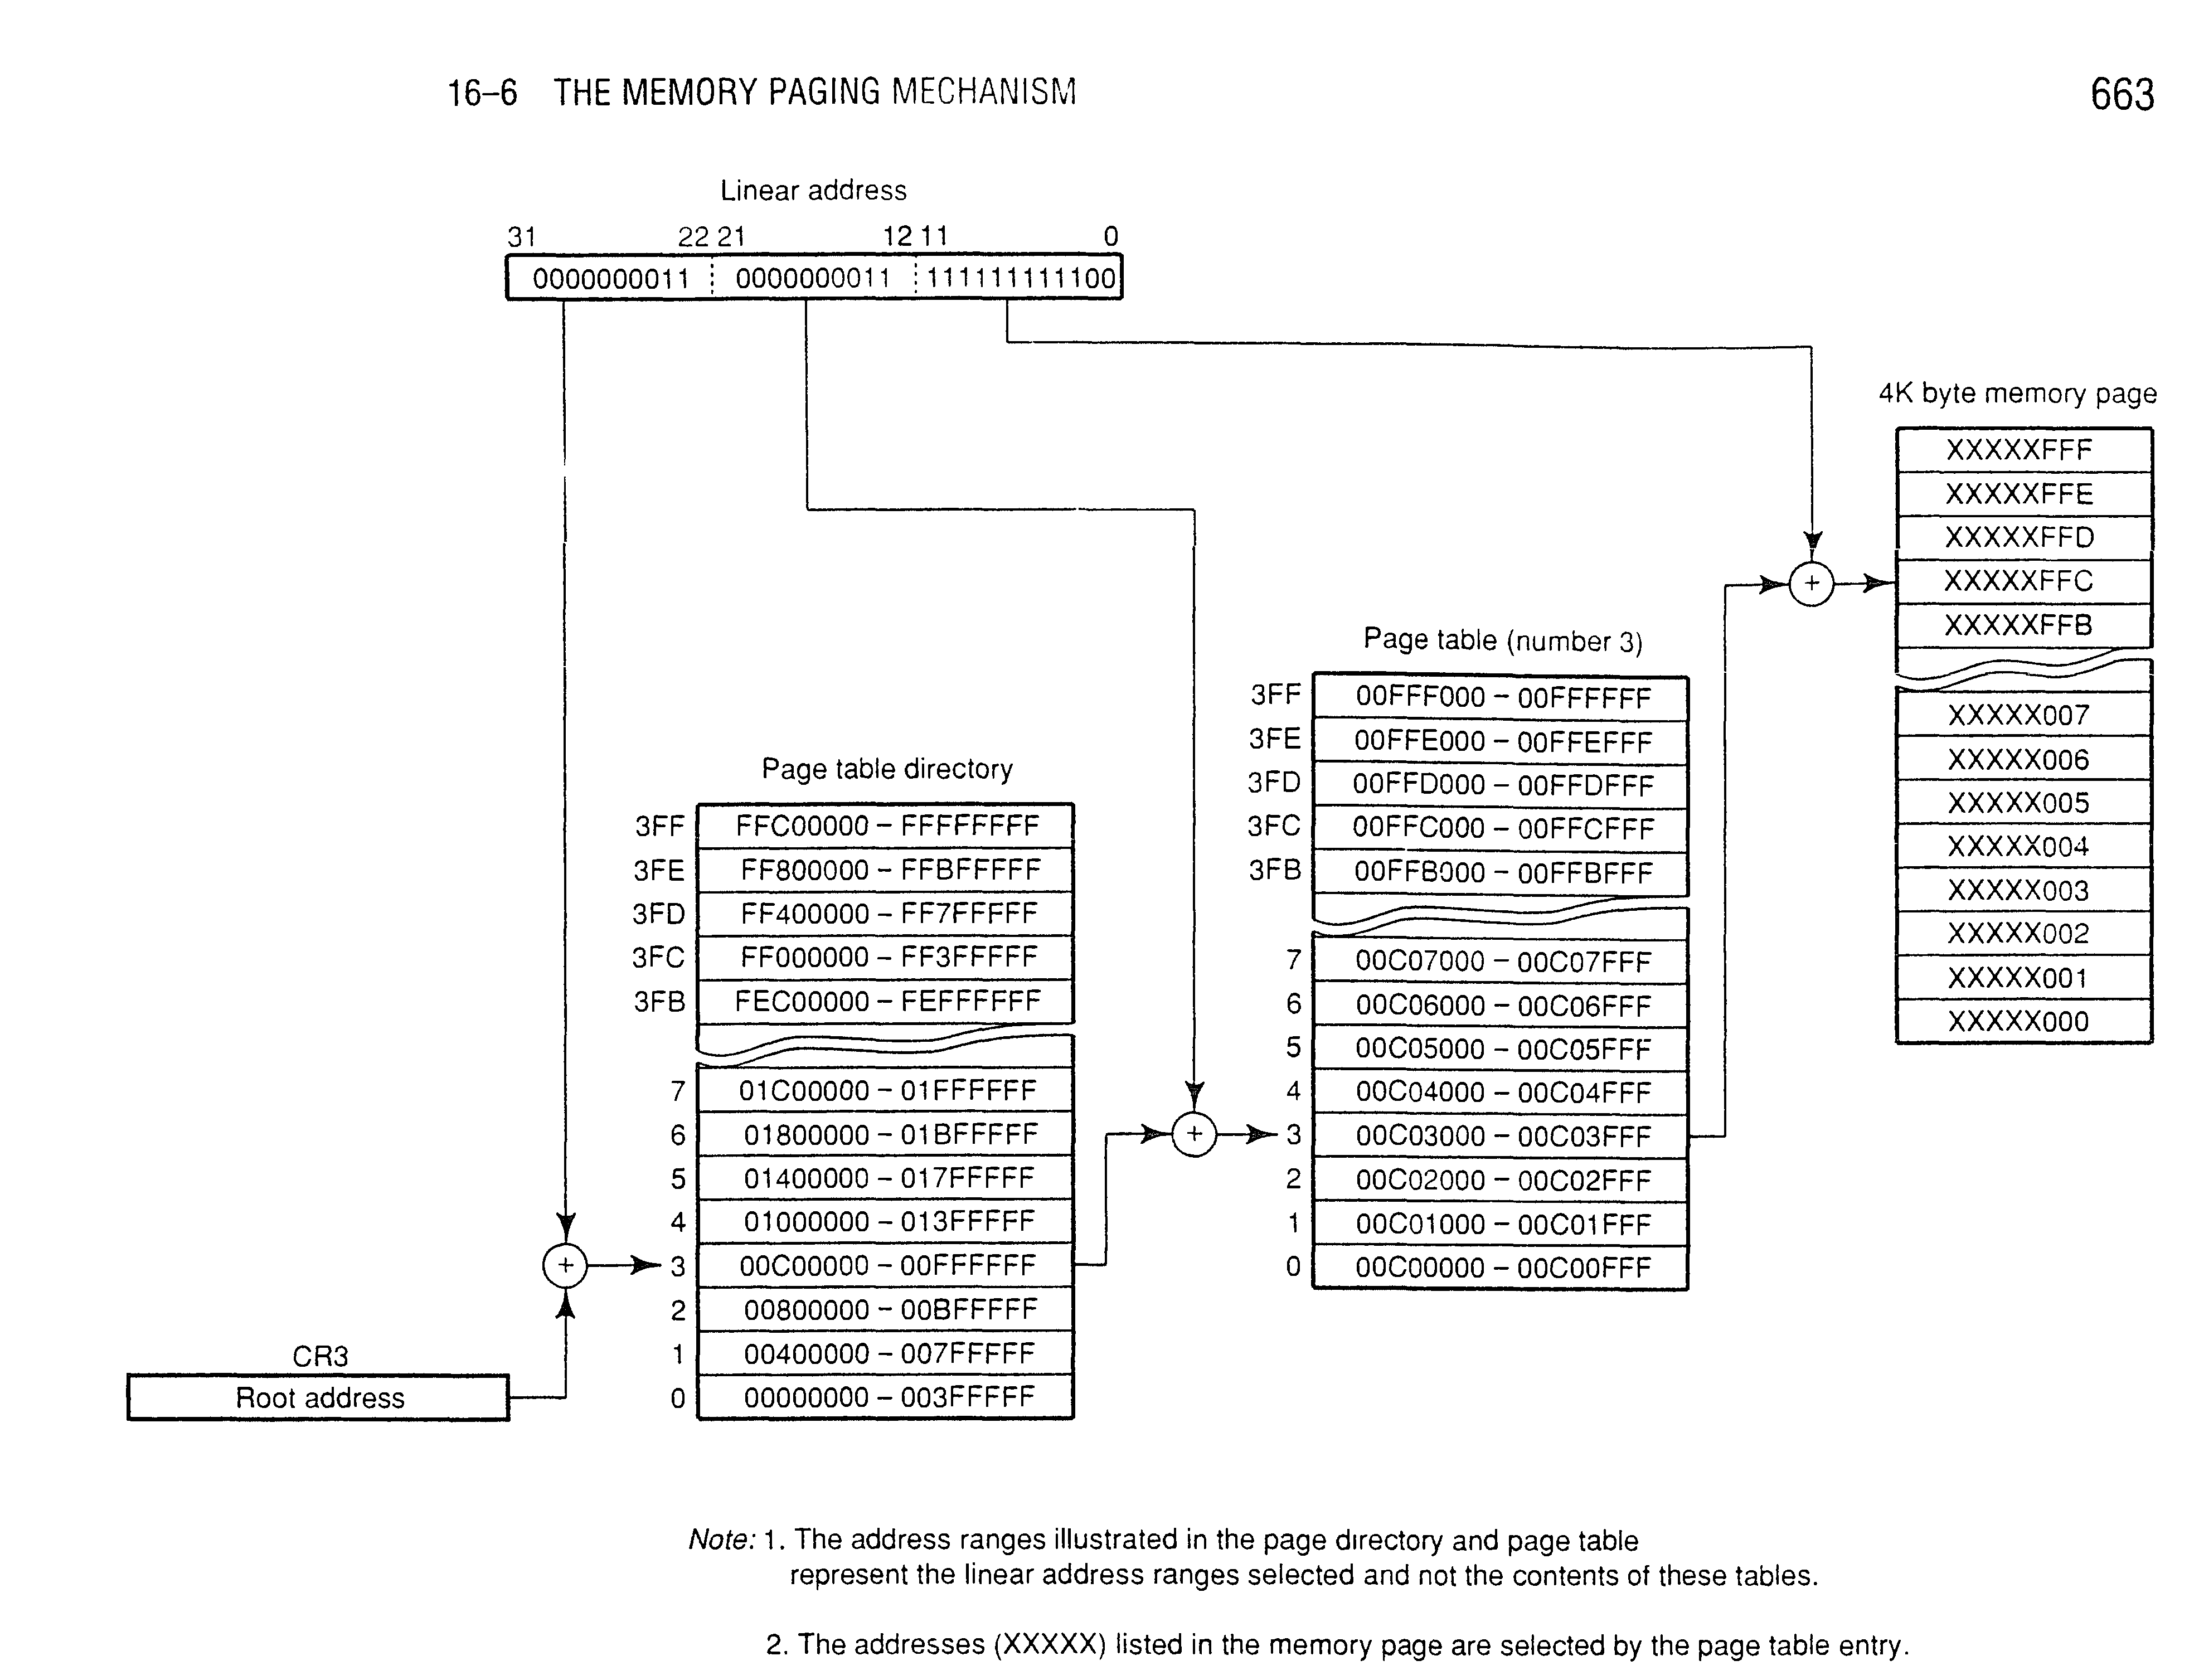 16–6 THE MEMORY PAGING MECHANISM
663
Linear address
31 22 21 12 11 0
0000000011 0000000011 111111111100
4K byte memory page
XXXXXFFF
XXXXXFFE
XXXXXFFD
XXXXXFFC
XXXXXFFB
XXXXX007
XXXXX006
XXXXX005
XXXXX004
XXXXX003
XXXXX002
XXXXX001
XXXXX000
Page table (number 3)
3FF 00FFF000 – 00FFFFFF
3FE 00FFE000 – 00FFEFFF
3FD 00FFD000 – 00FFDFFF
3FC 00FFC000 – 00FFCFFF
3FB 00FFB000 – 00FFBFFF
7 00C07000 – 00C07FFF
6 00C06000 – 00C06FFF
5 00C05000 – 00C05FFF
4 00C04000 – 00C04FFF
3 00C03000 – 00C03FFF
2 00C02000 – 00C02FFF
1 00C01000 – 00C01FFF
0 00C00000 – 00C00FFF
Page table directory
3FF FFC00000 – FFFFFFFF
3FE FF800000 – FFBFFFFF
3FD FF400000 – FF7FFFFF
3FC FF000000 – FF3FFFFF
3FB FEC00000 – FEFFFFFF
7 01C00000 – 01FFFFFF
6 01800000 – 01BFFFFF
5 01400000 – 017FFFFF
4 01000000 – 013FFFFF
3 00C00000 – 00FFFFFF
2 00800000 – 00BFFFFF
1 00400000 – 007FFFFF
0 00000000 – 003FFFFF
+
+
+
CR3
Root address
Note: 1. The address ranges illustrated in the page directory and page table
represent the linear address ranges selected and not the contents of these tables.
2. The addresses (XXXXX) listed in the memory page are selected by the page table entry.